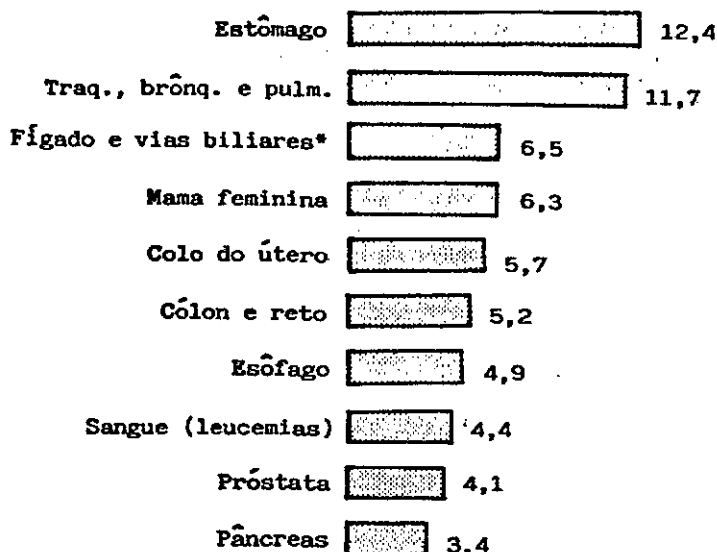 Estômago 12,4
Traq., brônq. e pulm. 11,7
Fígado e vias biliares* 6,5
Mama feminina 6,3
Colo do útero 5,7
Cólon e reto 5,2
Esôfago 4,9
Sangue (leucemias) 4,4
Próstata 4,1
Pâncreas 3,4